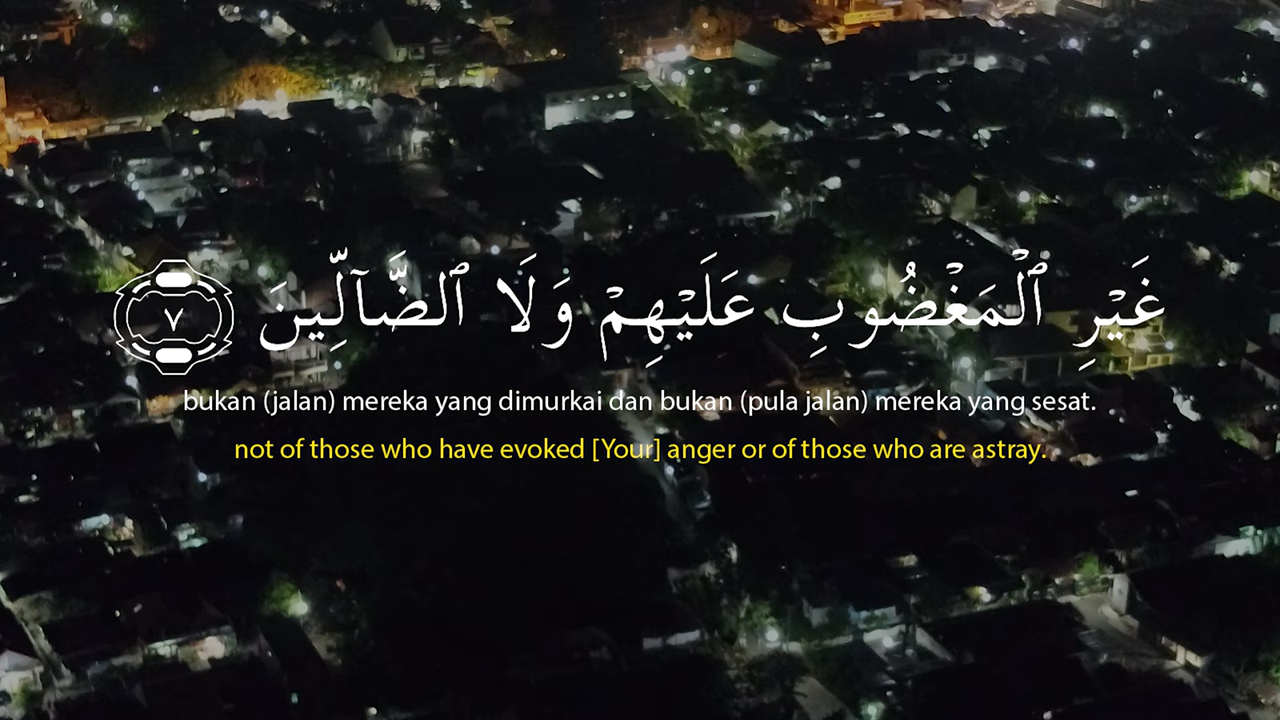 غَيْرِ ٱلْمَغْضُوبِ عَلَيْهِمْ وَلَا ٱلضَّآلِّينَ ٧
bukan (jalan) mereka yang dimurkai dan bukan (pula jalan) mereka yang sesat.
not of those who have evoked [Your] anger or of those who are astray.